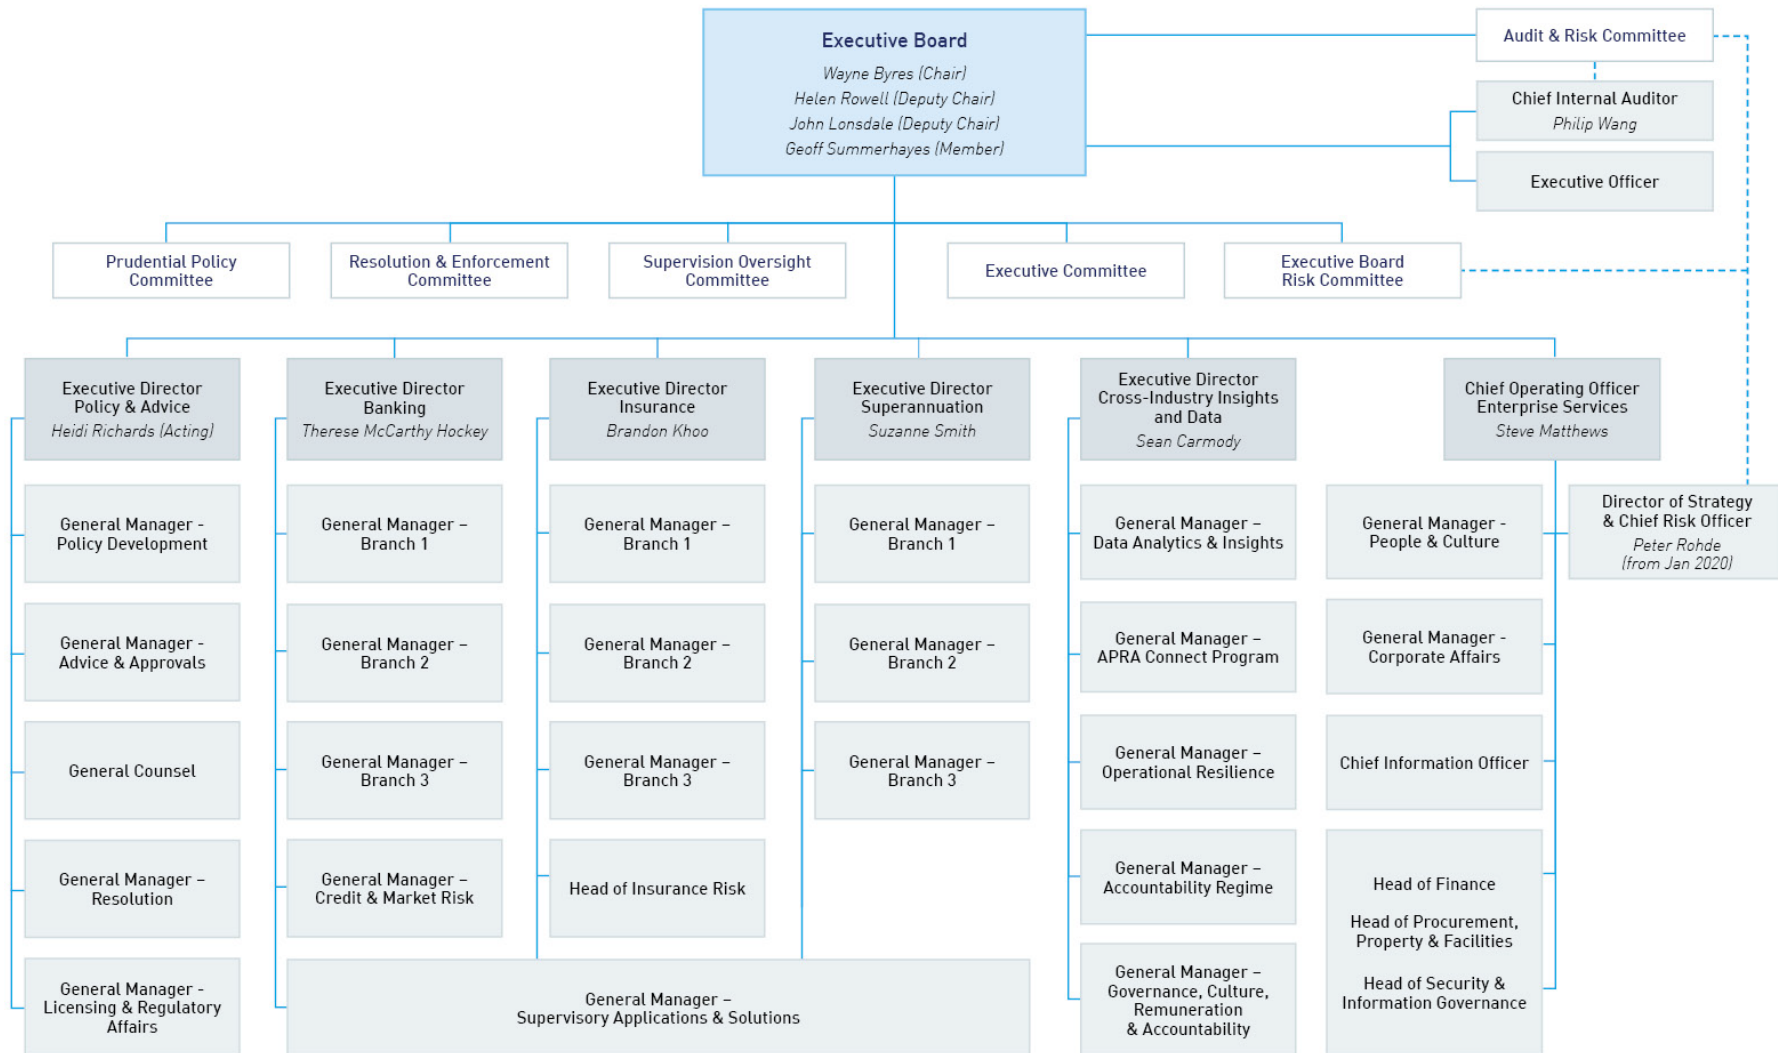 Executive Board
Wayne Byres (Chair)
Helen Rowell (Deputy Chair)
John Lonsdale (Deputy Chair)
Geoff Summerhayes (Member)
Audit & Risk Committee
Chief Internal Auditor
Philip Wang
Executive Officer
Prudential Policy
Committee
Resolution & Enforcement
Committee
Supervision Oversight
Committee
Executive Committee
Executive Board
Risk Committee
Executive Director
Policy & Advice
Heidi Richards (Acting)
Executive Director
Banking
Therese McCarthy Hockey
Executive Director
Insurance
Brandon Khoo
Executive Director
Superannuation
Suzanne Smith
Executive Director
Cross-Industry Insights
and Data
Sean Carmody
Chief Operating Officer
Enterprise Services
Steve Matthews
General Manager -
Policy Development
General Manager –
Branch 1
General Manager –
Branch 1
General Manager –
Branch 1
General Manager –
Data Analytics & Insights
General Manager -
People & Culture
Director of Strategy
& Chief Risk Officer
Peter Rohde
(from Jan 2020)
General Manager -
Advice & Approvals
General Manager –
Branch 2
General Manager –
Branch 2
General Manager –
Branch 2
General Manager –
APRA Connect Program
General Manager -
Corporate Affairs
General Counsel
General Manager –
Branch 3
General Manager –
Branch 3
General Manager –
Branch 3
General Manager –
Operational Resilience
Chief Information Officer
General Manager –
Resolution
General Manager –
Credit & Market Risk
Head of Insurance Risk
General Manager –
Accountability Regime
Head of Finance
Head of Procurement,
Property & Facilities
Head of Security &
Information Governance
General Manager -
Licensing & Regulatory
Affairs
General Manager –
Supervisory Applications & Solutions
General Manager –
Governance, Culture,
Remuneration
& Accountability